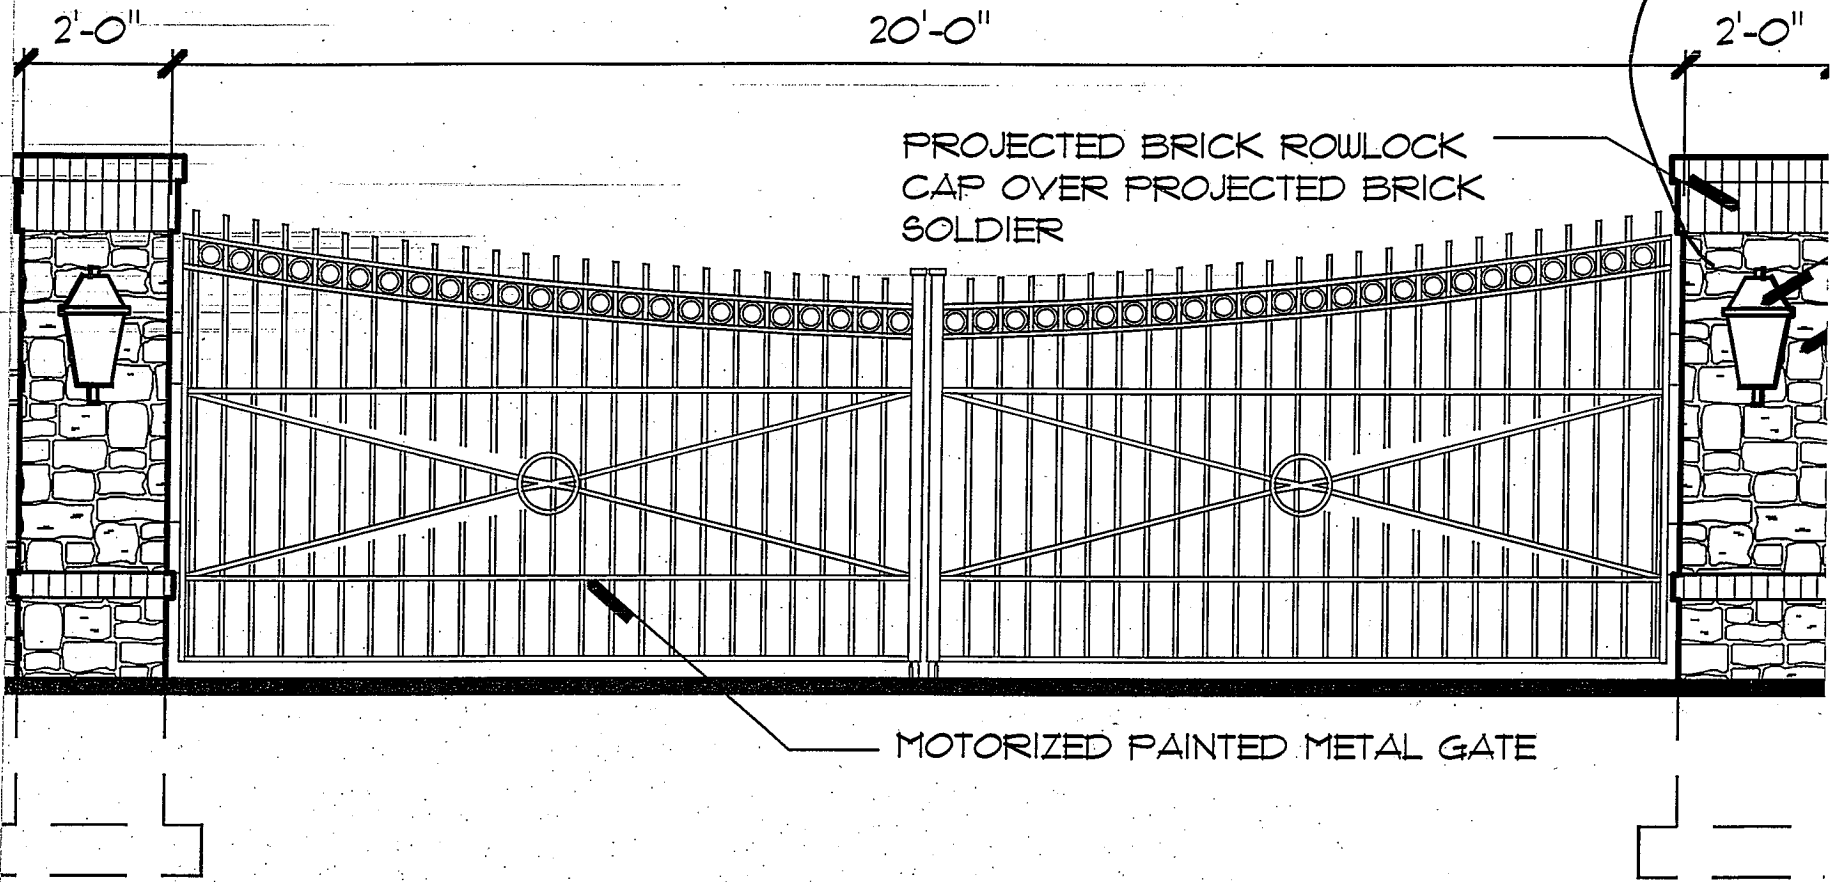 2'-0" 20'-0" 2'-0"
PROJECTED BRICK ROWLOCK
CAP OVER PROJECTED BRICK
SOLDIER
MOTORIZED PAINTED METAL GATE